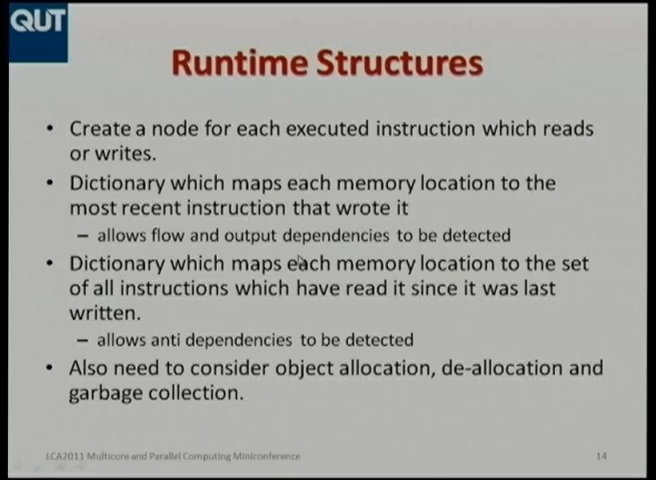 QUT
Runtime Structures
• Create a node for each executed instruction which reads
or writes.
• Dictionary which maps each memory location to the
most recent instruction that wrote it
– allows flow and output dependencies to be detected
• Dictionary which maps each memory location to the set
of all instructions which have read it since it was last
written.
– allows anti dependencies to be detected
• Also need to consider object allocation, de-allocation and
garbage collection.
LCA2011 Multicore and Parallel Computing Miniconference
14